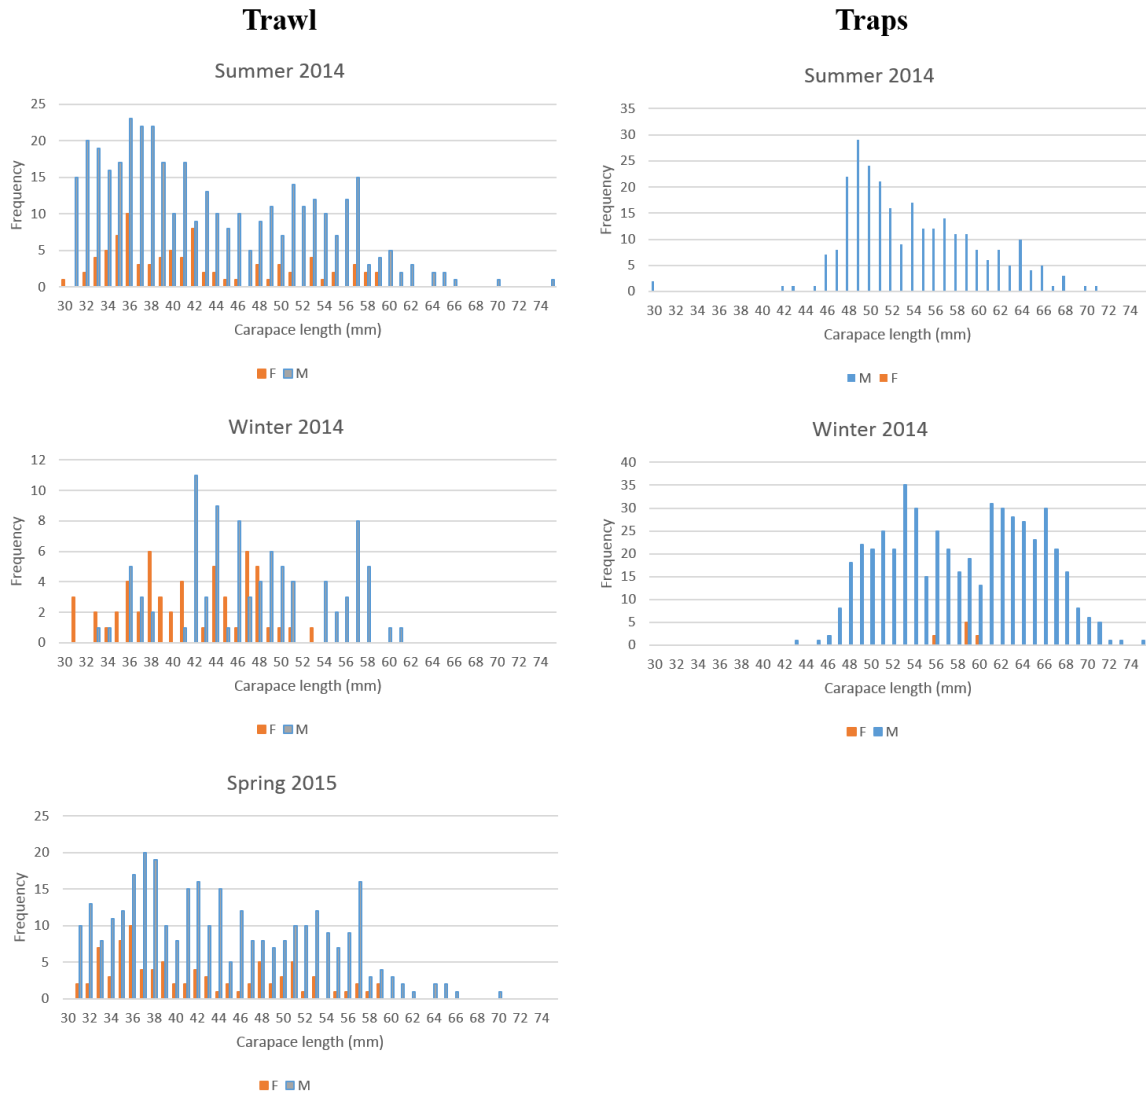 Trawl
Traps
Summer 2014
25
20
15
10
5
0
Frequency
30 32 34 36 38 40 42 44 46 48 50 52 54 56 58 60 62 64 66 68 70 72 74
Carapace length (mm)
F M
Summer 2014
35
30
25
20
15
10
5
0
Frequency
30 32 34 36 38 40 42 44 46 48 50 52 54 56 58 60 62 64 66 68 70 72 74
Carapace length (mm)
M F
Winter 2014
12
10
8
6
4
2
0
Frequency
30 32 34 36 38 40 42 44 46 48 50 52 54 56 58 60 62 64 66 68 70 72 74
Carapace length (mm)
F M
Winter 2014
40
35
30
25
20
15
10
5
0
Frequency
30 32 34 36 38 40 42 44 46 48 50 52 54 56 58 60 62 64 66 68 70 72 74
Carapace length (mm)
F M
Spring 2015
25
20
15
10
5
0
Frequency
30 32 34 36 38 40 42 44 46 48 50 52 54 56 58 60 62 64 66 68 70 72 74
Carapace length (mm)
F M